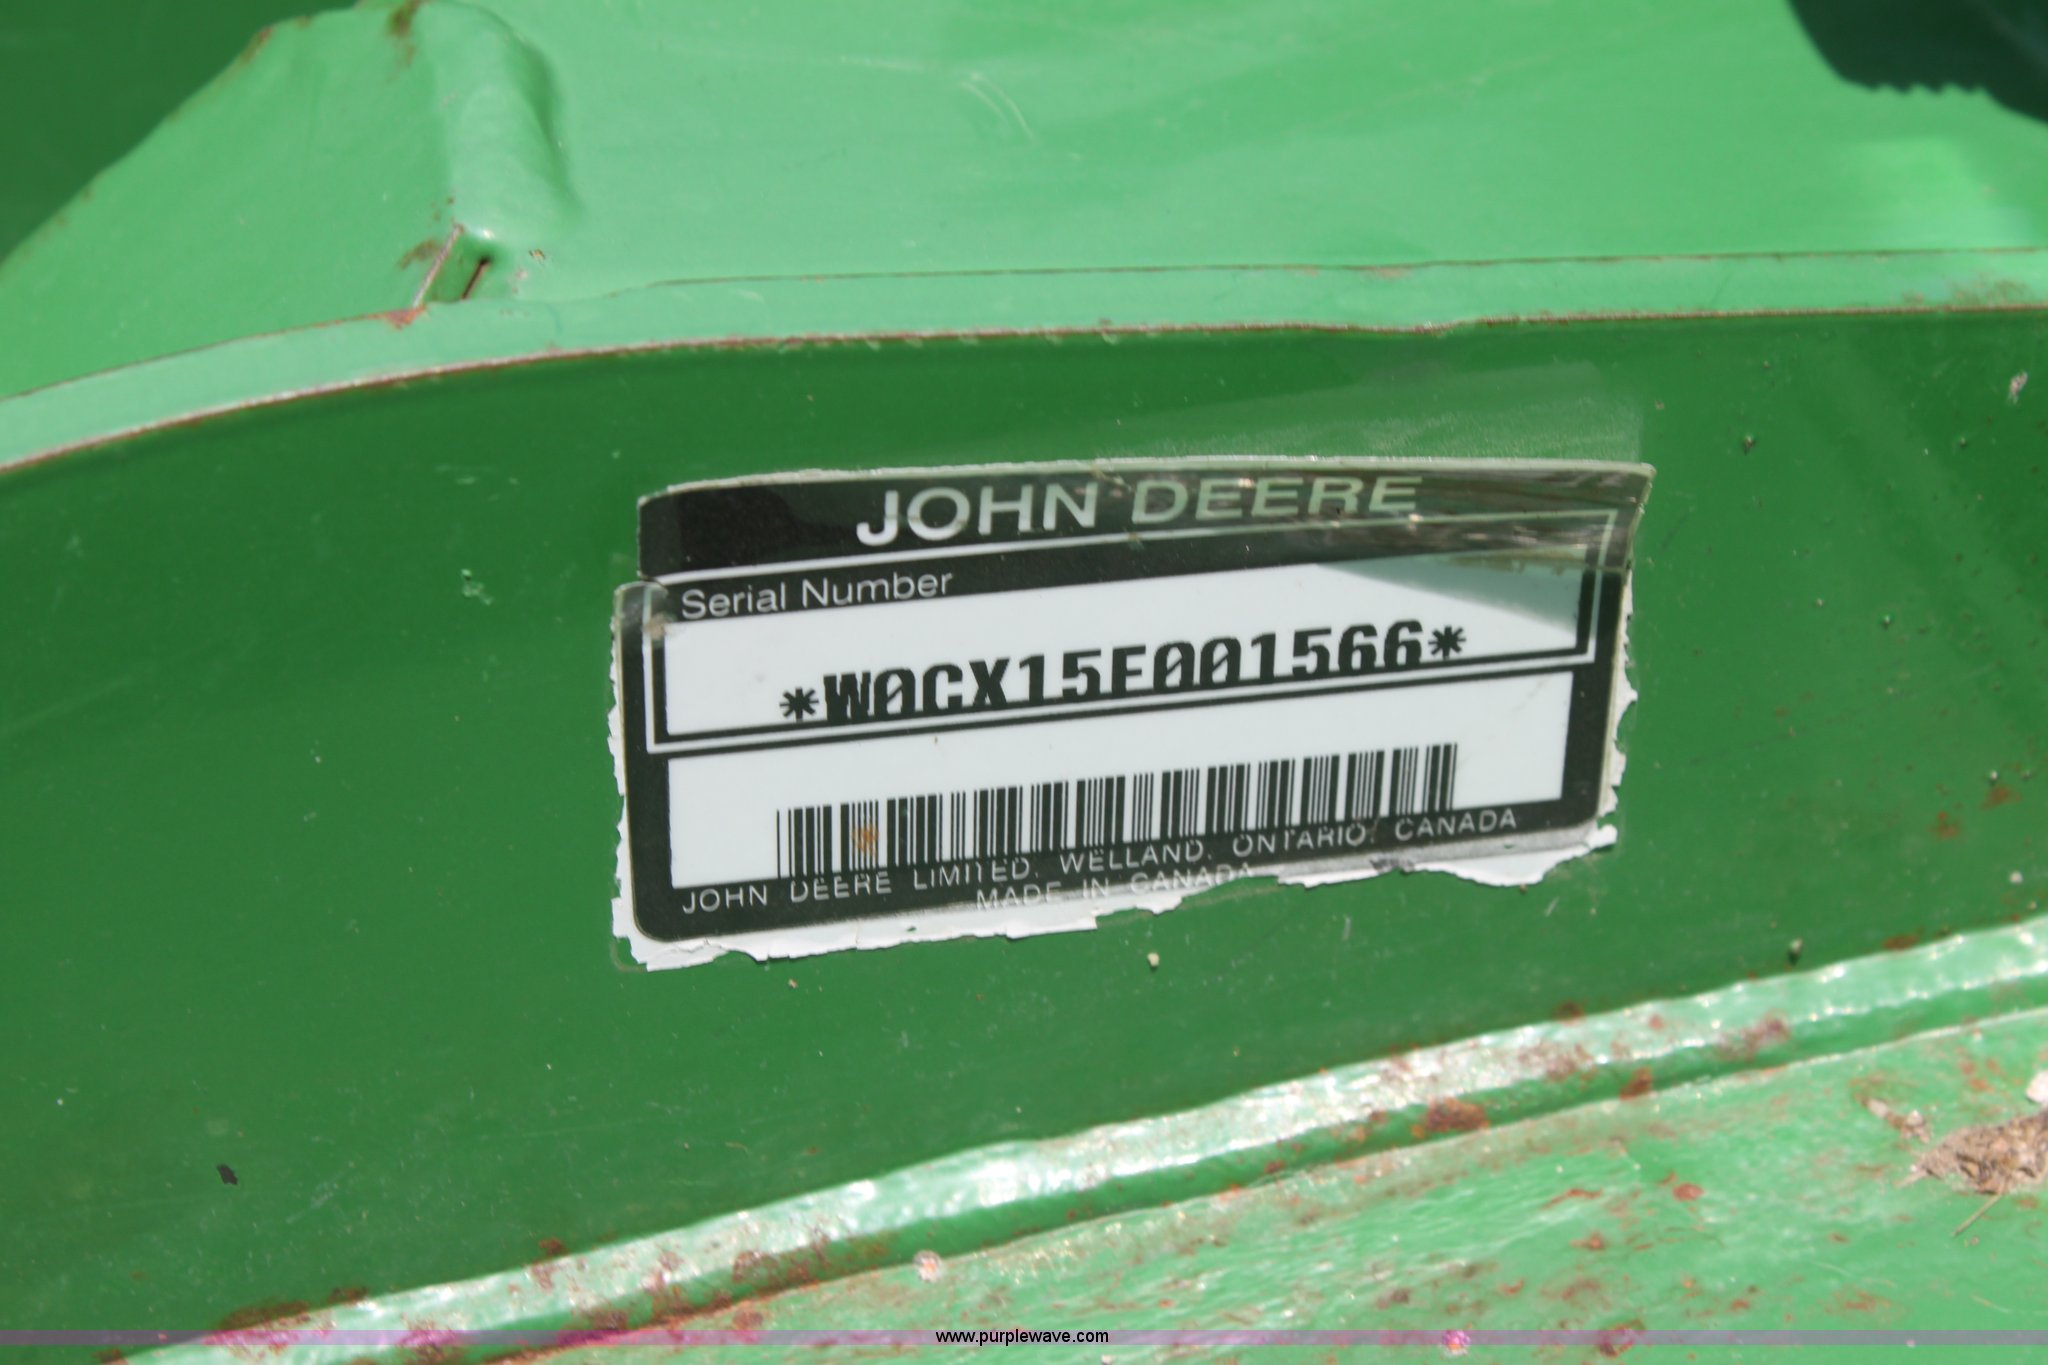 JOHN DEERE
Serial Number
*W0CX15E001566*
JOHN DEERE LIMITED, WELLAND, ONTARIO, CANADA
MADE IN CANADA
www.purplewave.com